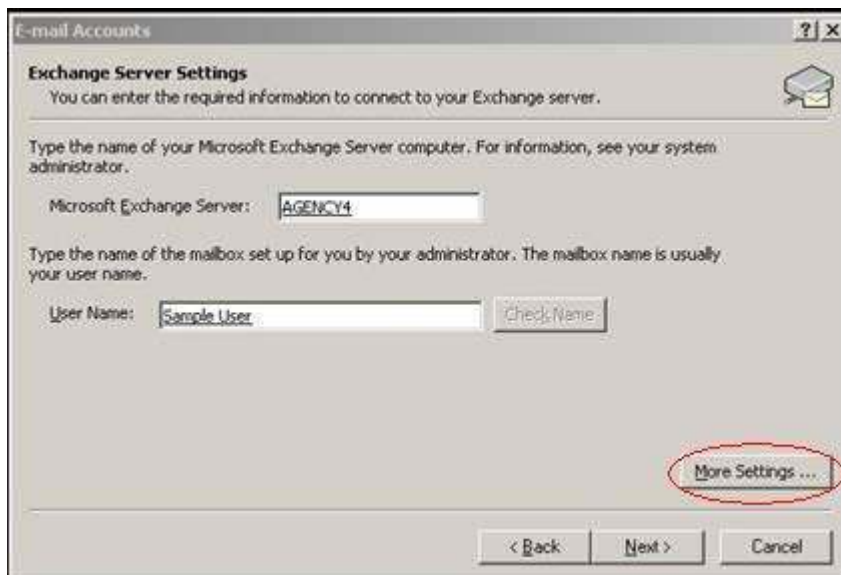 E-mail Accounts
Exchange Server Settings
You can enter the required information to connect to your Exchange server.
Type the name of your Microsoft Exchange Server computer. For information, see your system
administrator.
Microsoft Exchange Server: AGENCY4
Type the name of the mailbox set up for you by your administrator. The mailbox name is usually
your user name.
User Name: Sample User Check Name
More Settings ...
< Back Next > Cancel